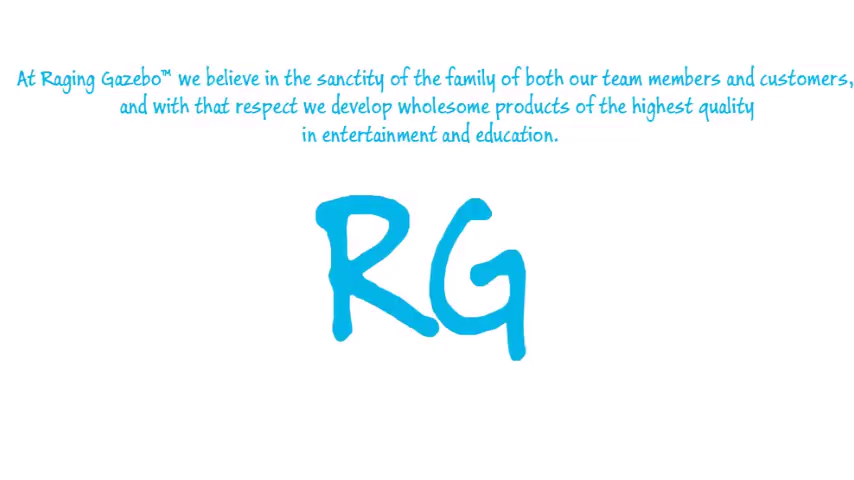 At Raging Gazebo™ we believe in the sanctity of the family of both our team members and customers,
and with that respect we develop wholesome products of the highest quality
in entertainment and education.
RG